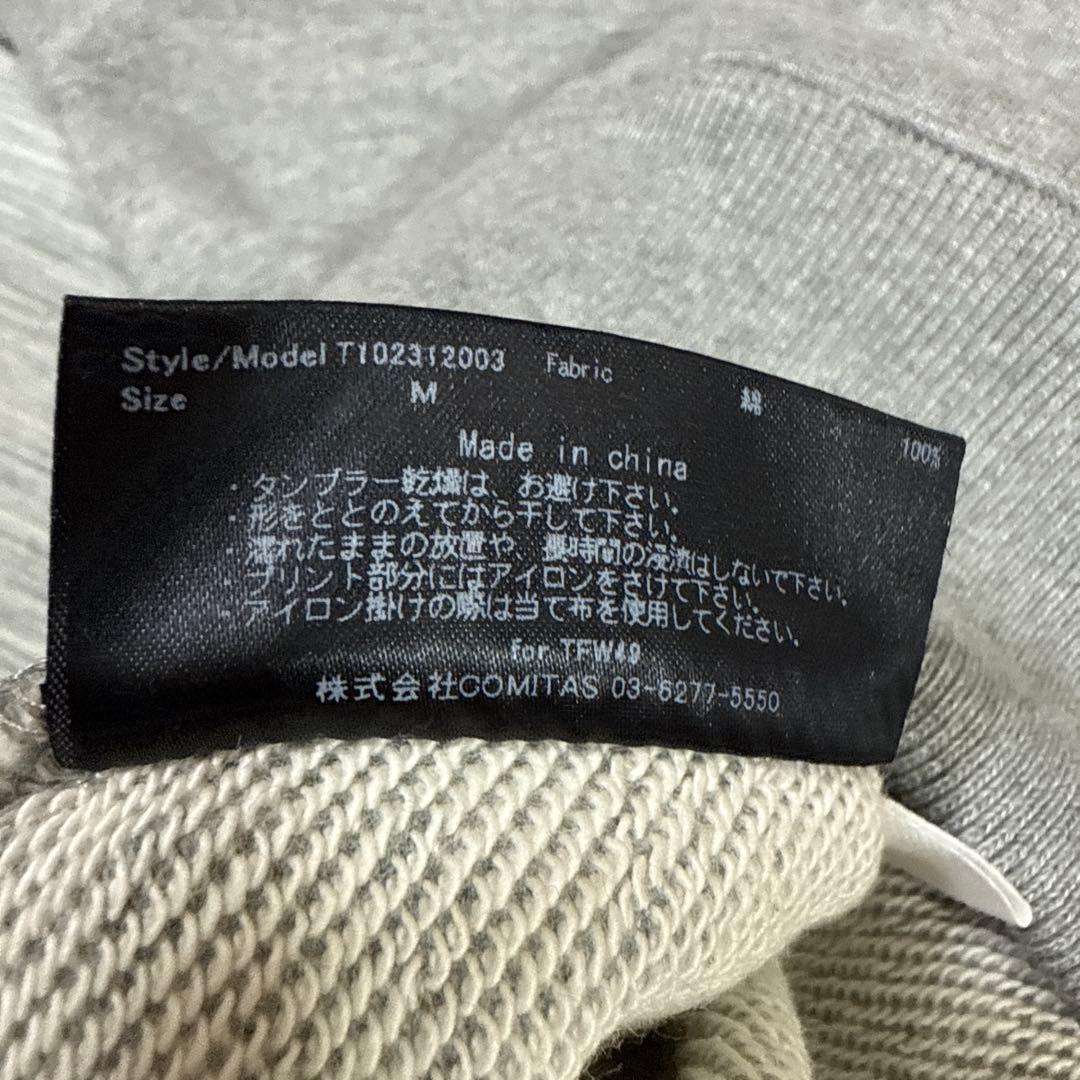 Style/Model T102312003 Fabric
Size M 綿 100%
Made in china
・タンブラー乾燥は、お避け下さい。
・形をととのえてから干して下さい。
・濡れたままの放置や、長時間の浸漬はしないで下さい。
・プリント部分にはアイロンをさけて下さい。
・アイロン掛けの際は当て布を使用してください。
for TFW49
株式会社COMITAS 03-6277-5550